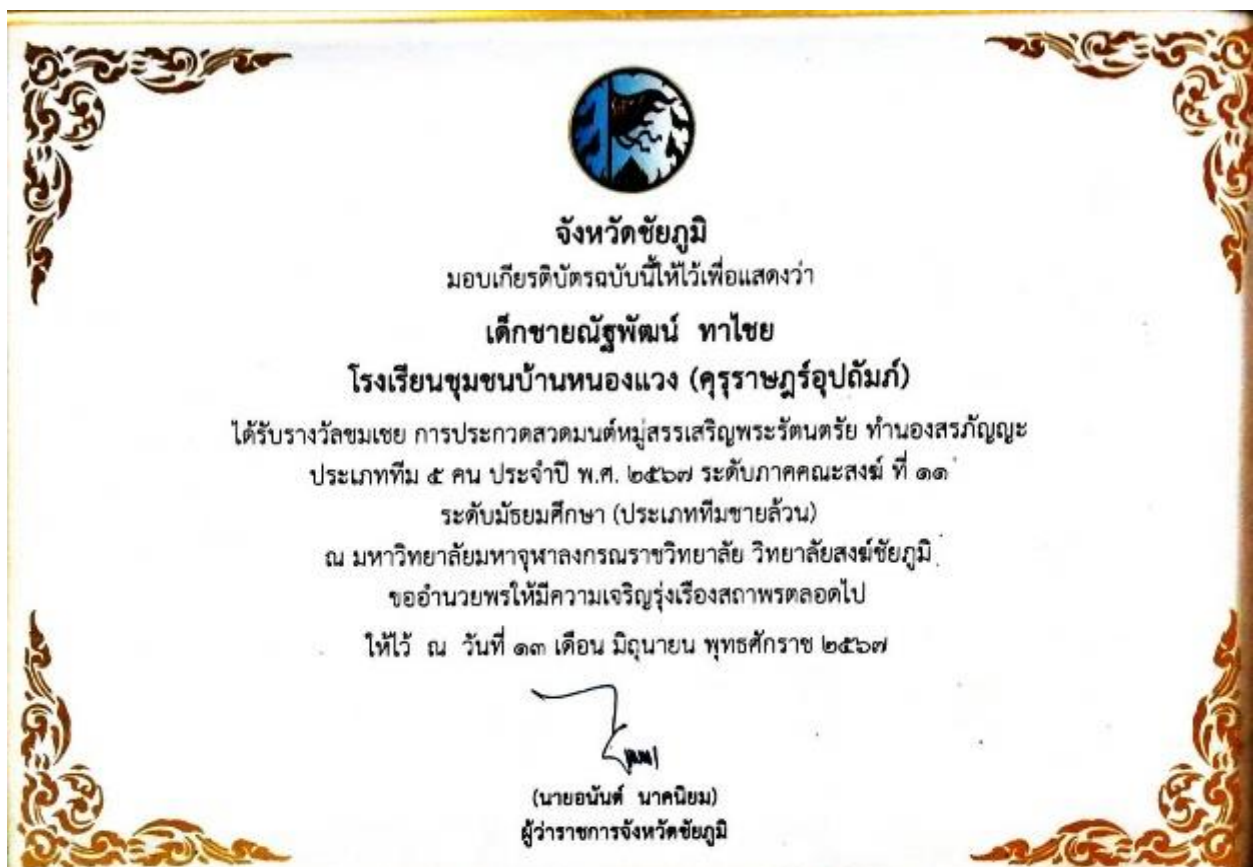 จังหวัดชัยภูมิ
มอบเกียรติบัตรฉบับนี้ให้ไว้เพื่อแสดงว่า
เด็กชายณัฐพัฒน์ ทาไชย
โรงเรียนชุมชนบ้านหนองแวง (คุรุราษฎร์อุปถัมภ์)
ได้รับรางวัลชมเชย การประกวดสวดมนต์หมู่สรรเสริญพระรัตนตรัย ทำนองสรภัญญะ
ประเภททีม ๕ คน ประจำปี พ.ศ. ๒๕๖๗ ระดับภาคคณะสงฆ์ ที่ ๑๑
ระดับมัธยมศึกษา (ประเภททีมชายล้วน)
ณ มหาวิทยาลัยมหาจุฬาลงกรณราชวิทยาลัย วิทยาลัยสงฆ์ชัยภูมิ
ขออำนวยพรให้มีความเจริญรุ่งเรืองสถาพรตลอดไป
ให้ไว้ ณ วันที่ ๑๓ เดือน มิถุนายน พุทธศักราช ๒๕๖๗
(นายอนันต์ นาคนิยม)
ผู้ว่าราชการจังหวัดชัยภูมิ